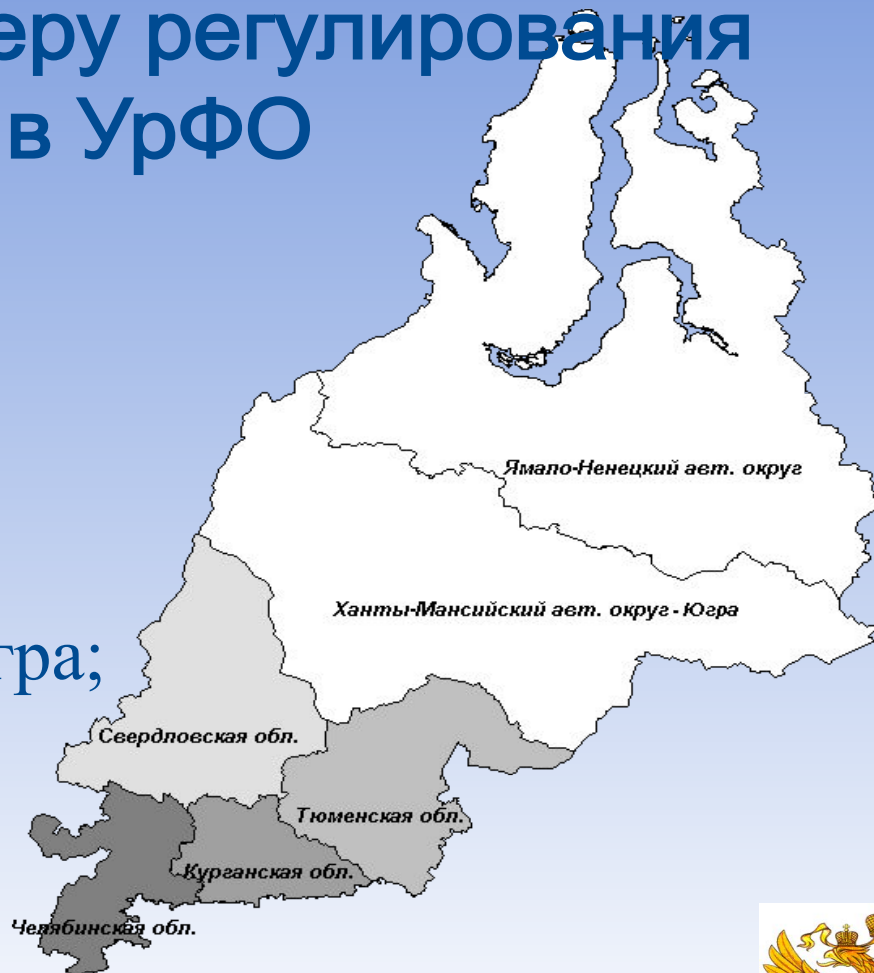 еру регулирования
в УрФО
Ямало-Ненецкий авт. округ
Ханты-Мансийский авт. округ - Югра
гра;
Свердловская обл.
Тюменская обл.
Курганская обл.
Челябинская обл.